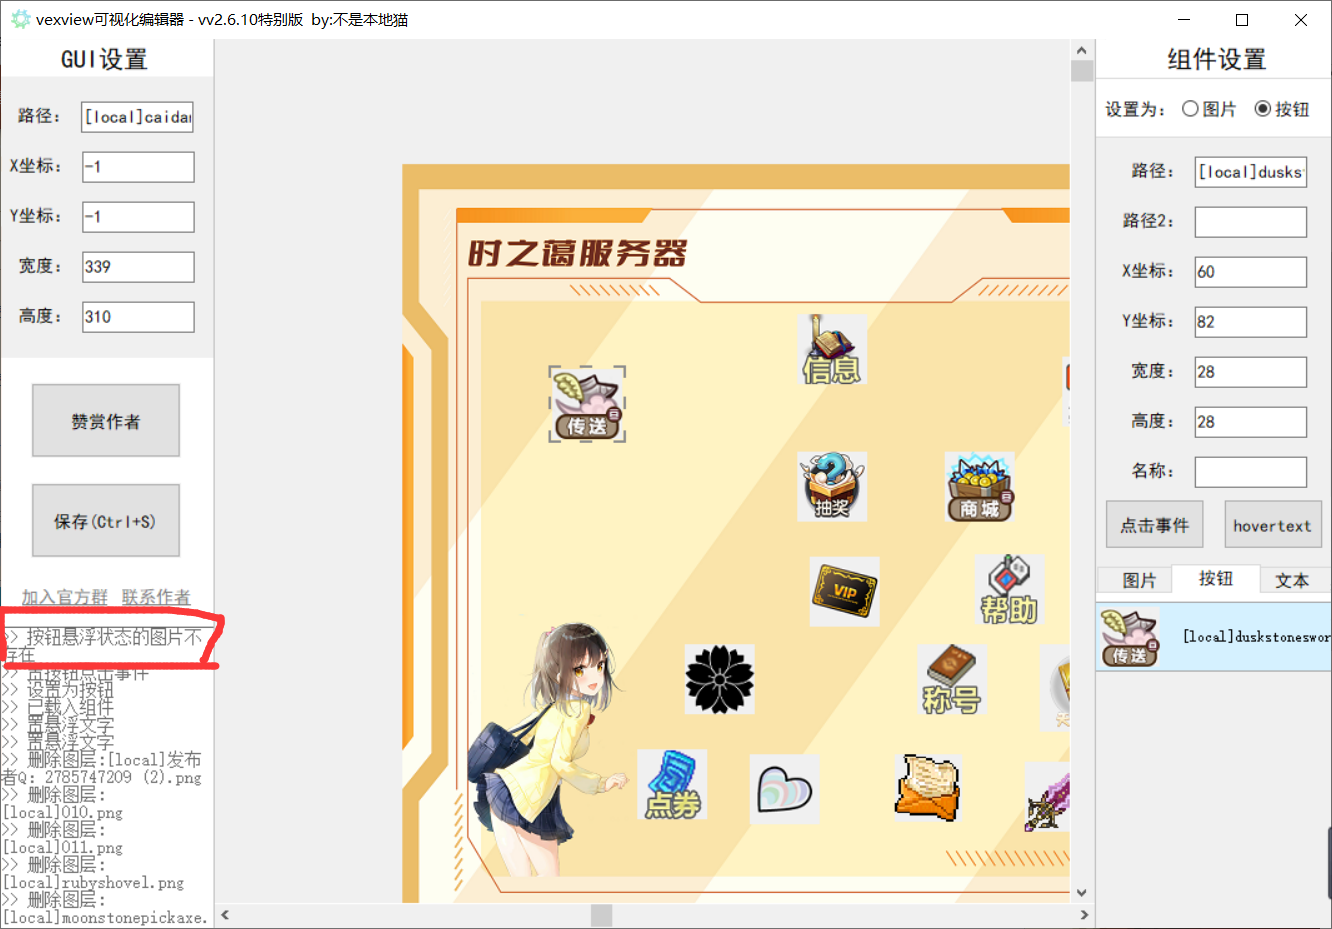 vexview可视化编辑器 - vv2.6.10特别版 by:不是本地猫
GUI设置
路径:
[local]caidan
X坐标:
-1
Y坐标:
-1
宽度:
339
高度:
310
赞赏作者
保存(Ctrl+S)
加入官方群 联系作者
>> 按钮悬浮状态的图片不
存在
>> 置按钮点击事件
>> 设置为按钮
>> 已载入组件
>> 置悬浮文字
>> 置悬浮文字
>> 删除图层:[local]发布
者Q: 2785747209 (2).png
>> 删除图层:
[local]010.png
>> 删除图层:
[local]011.png
>> 删除图层:
[local]rubyshovel.png
>> 删除图层:
[local]moonstonepickaxe.
时之蔼服务器
信息
传送
抽奖
商城
VIP
帮助
称号
点券
组件设置
设置为: 图片 按钮
路径:
[local]dusks
路径2:
X坐标:
60
Y坐标:
82
宽度:
28
高度:
28
名称:
点击事件
hovertext
图片
按钮
文本
传送
[local]duskstoneswor